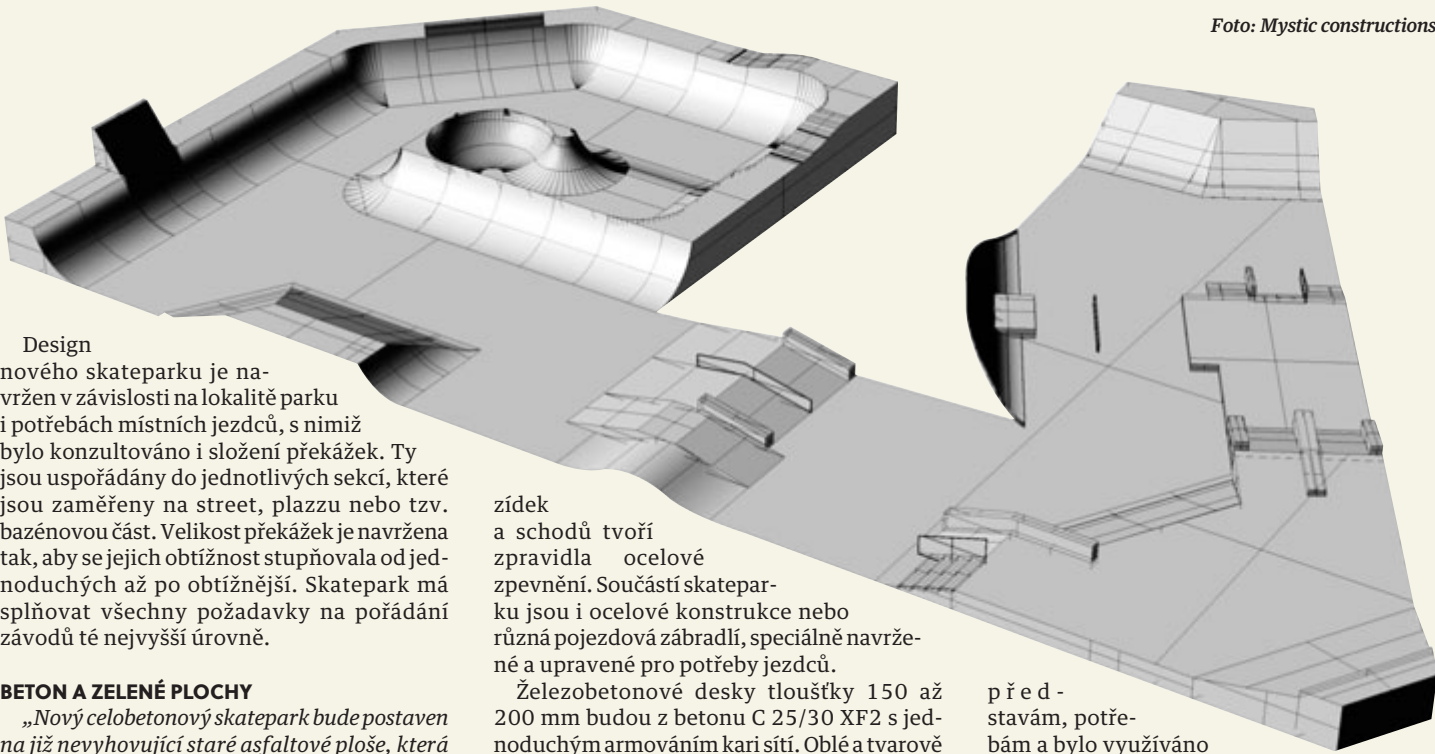 Foto: Mystic constructions
Design
nového skateparku je na-
vržen v závislosti na lokalitě parku
i potřebách místních jezdců, s nimiž
bylo konzultováno i složení překážek. Ty
jsou uspořádány do jednotlivých sekcí, které
jsou zaměřeny na street, plazzu nebo tzv.
bazénovou část. Velikost překážek je navržena
tak, aby se jejich obtížnost stupňovala od jed-
noduchých až po obtížnější. Skatepark má
splňovat všechny požadavky na pořádání
závodů té nejvyšší úrovně.
BETON A ZELENÉ PLOCHY
„Nový celobetonový skatepark bude postaven
na již nevyhovující staré asfaltové ploše, která
zídek
a schodů tvoří
zpravidla ocelové
zpevnění. Součástí skatepar-
ku jsou i ocelové konstrukce nebo
různá pojezdová zábradlí, speciálně navrže-
né a upravené pro potřeby jezdců.
Železobetonové desky tloušťky 150 až
200 mm budou z betonu C 25/30 XF2 s jed-
noduchým armováním kari sítí. Oblé a tvarově
před-
stavám, potře-
bám a bylo využíváno